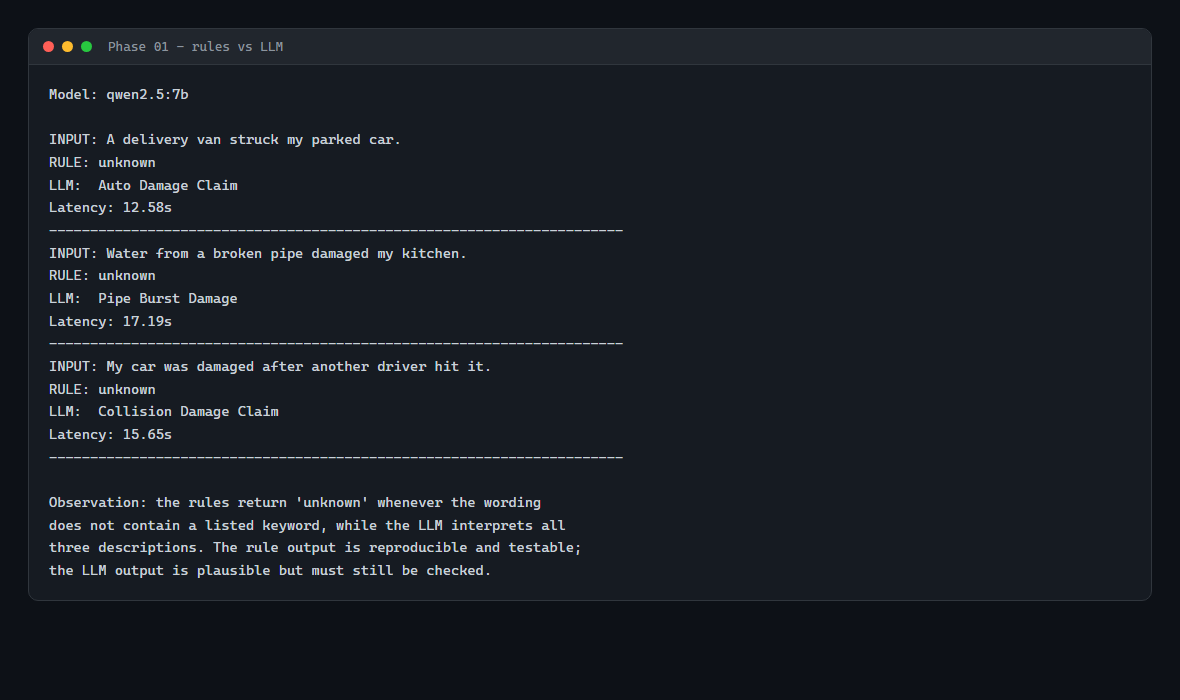 Phase 01 – rules vs LLM
Model: qwen2.5:7b
INPUT: A delivery van struck my parked car.
RULE: unknown
LLM:  Auto Damage Claim
Latency: 12.58s
----------------------------------------------------------------------
INPUT: Water from a broken pipe damaged my kitchen.
RULE: unknown
LLM:  Pipe Burst Damage
Latency: 17.19s
----------------------------------------------------------------------
INPUT: My car was damaged after another driver hit it.
RULE: unknown
LLM:  Collision Damage Claim
Latency: 15.65s
----------------------------------------------------------------------
Observation: the rules return 'unknown' whenever the wording
does not contain a listed keyword, while the LLM interprets all
three descriptions. The rule output is reproducible and testable;
the LLM output is plausible but must still be checked.